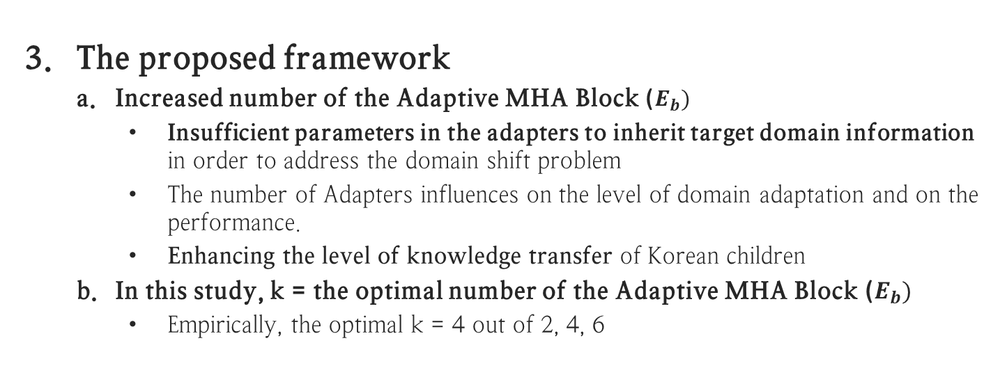 3. The proposed framework
a. Increased number of the Adaptive MHA Block (E_b)
• Insufficient parameters in the adapters to inherit target domain information
in order to address the domain shift problem
• The number of Adapters influences on the level of domain adaptation and on the
performance.
• Enhancing the level of knowledge transfer of Korean children
b. In this study, k = the optimal number of the Adaptive MHA Block (E_b)
• Empirically, the optimal k = 4 out of 2, 4, 6